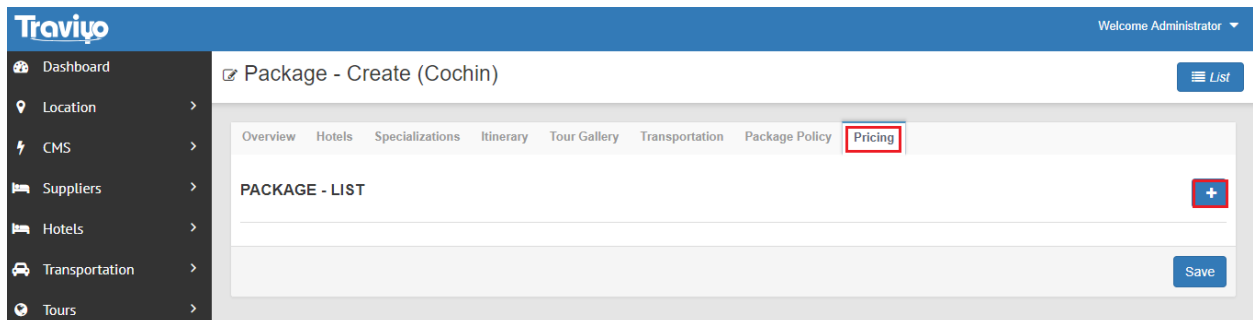 Traviyo
Welcome Administrator
Dashboard
Location
CMS
Suppliers
Hotels
Transportation
Tours
Package - Create (Cochin)
List
Overview Hotels Specializations Itinerary Tour Gallery Transportation Package Policy Pricing
PACKAGE - LIST
+
Save